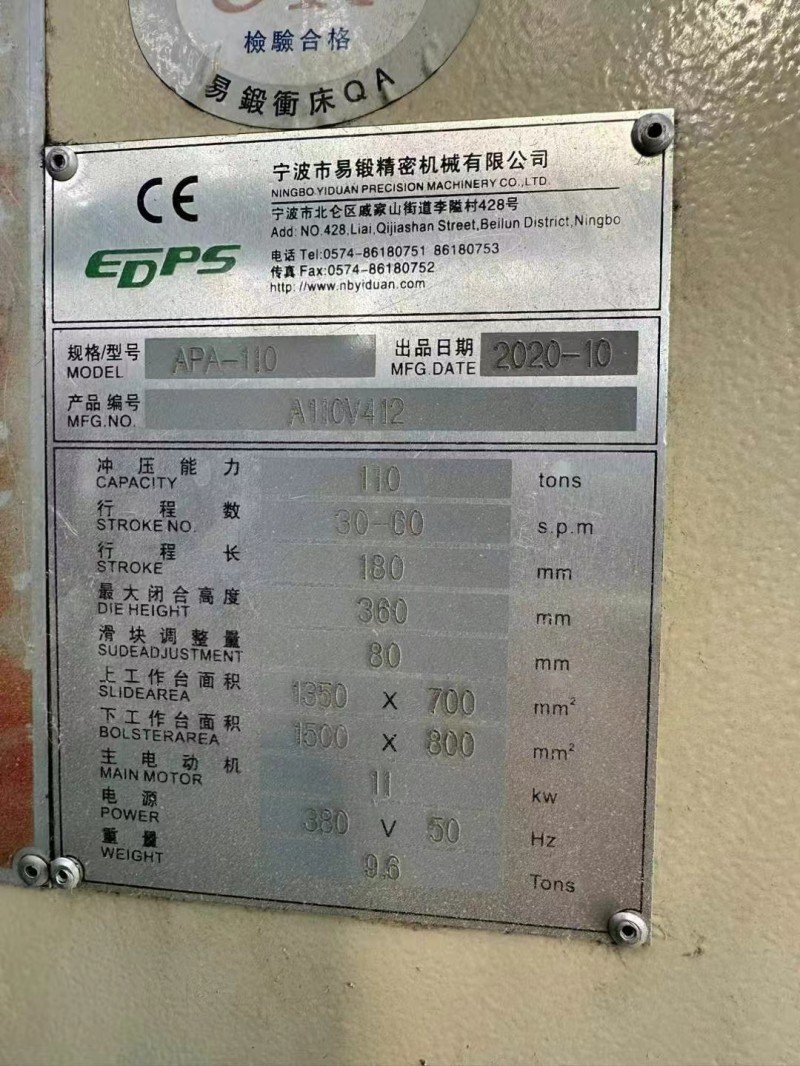 檢驗合格
易鍛衝床QA
CE
EDPS
宁波市易锻精密机械有限公司
NINGBO YIDUAN PRECISION MACHINERY CO.,LTD.
宁波市北仑区戚家山街道李隘村428号
Add: NO.428,Liai,Qijiashan Street,Beilun District,Ningbo
电话 Tel:0574-86180751 86180753
传真 Fax:0574-86180752
http://www.nbyiduan.com
规格/型号 APA-110 出品日期 2020-10
MODEL MFG.DATE
产品编号 A110V412
MFG.NO.
冲压能力 110 tons
CAPACITY
行程数 30-60 s.p.m
STROKE NO.
行程长 180 mm
STROKE
最大闭合高度 360 mm
DIE HEIGHT
滑块调整量 80 mm
SUDEADJUSTMENT
上工作台面积 1350 X 700 mm²
SLIDEAREA
下工作台面积 1500 X 800 mm²
BOLSTERAREA
主电动机 11 kw
MAIN MOTOR
电源 380 V 50 Hz
POWER
重量 9.6 Tons
WEIGHT